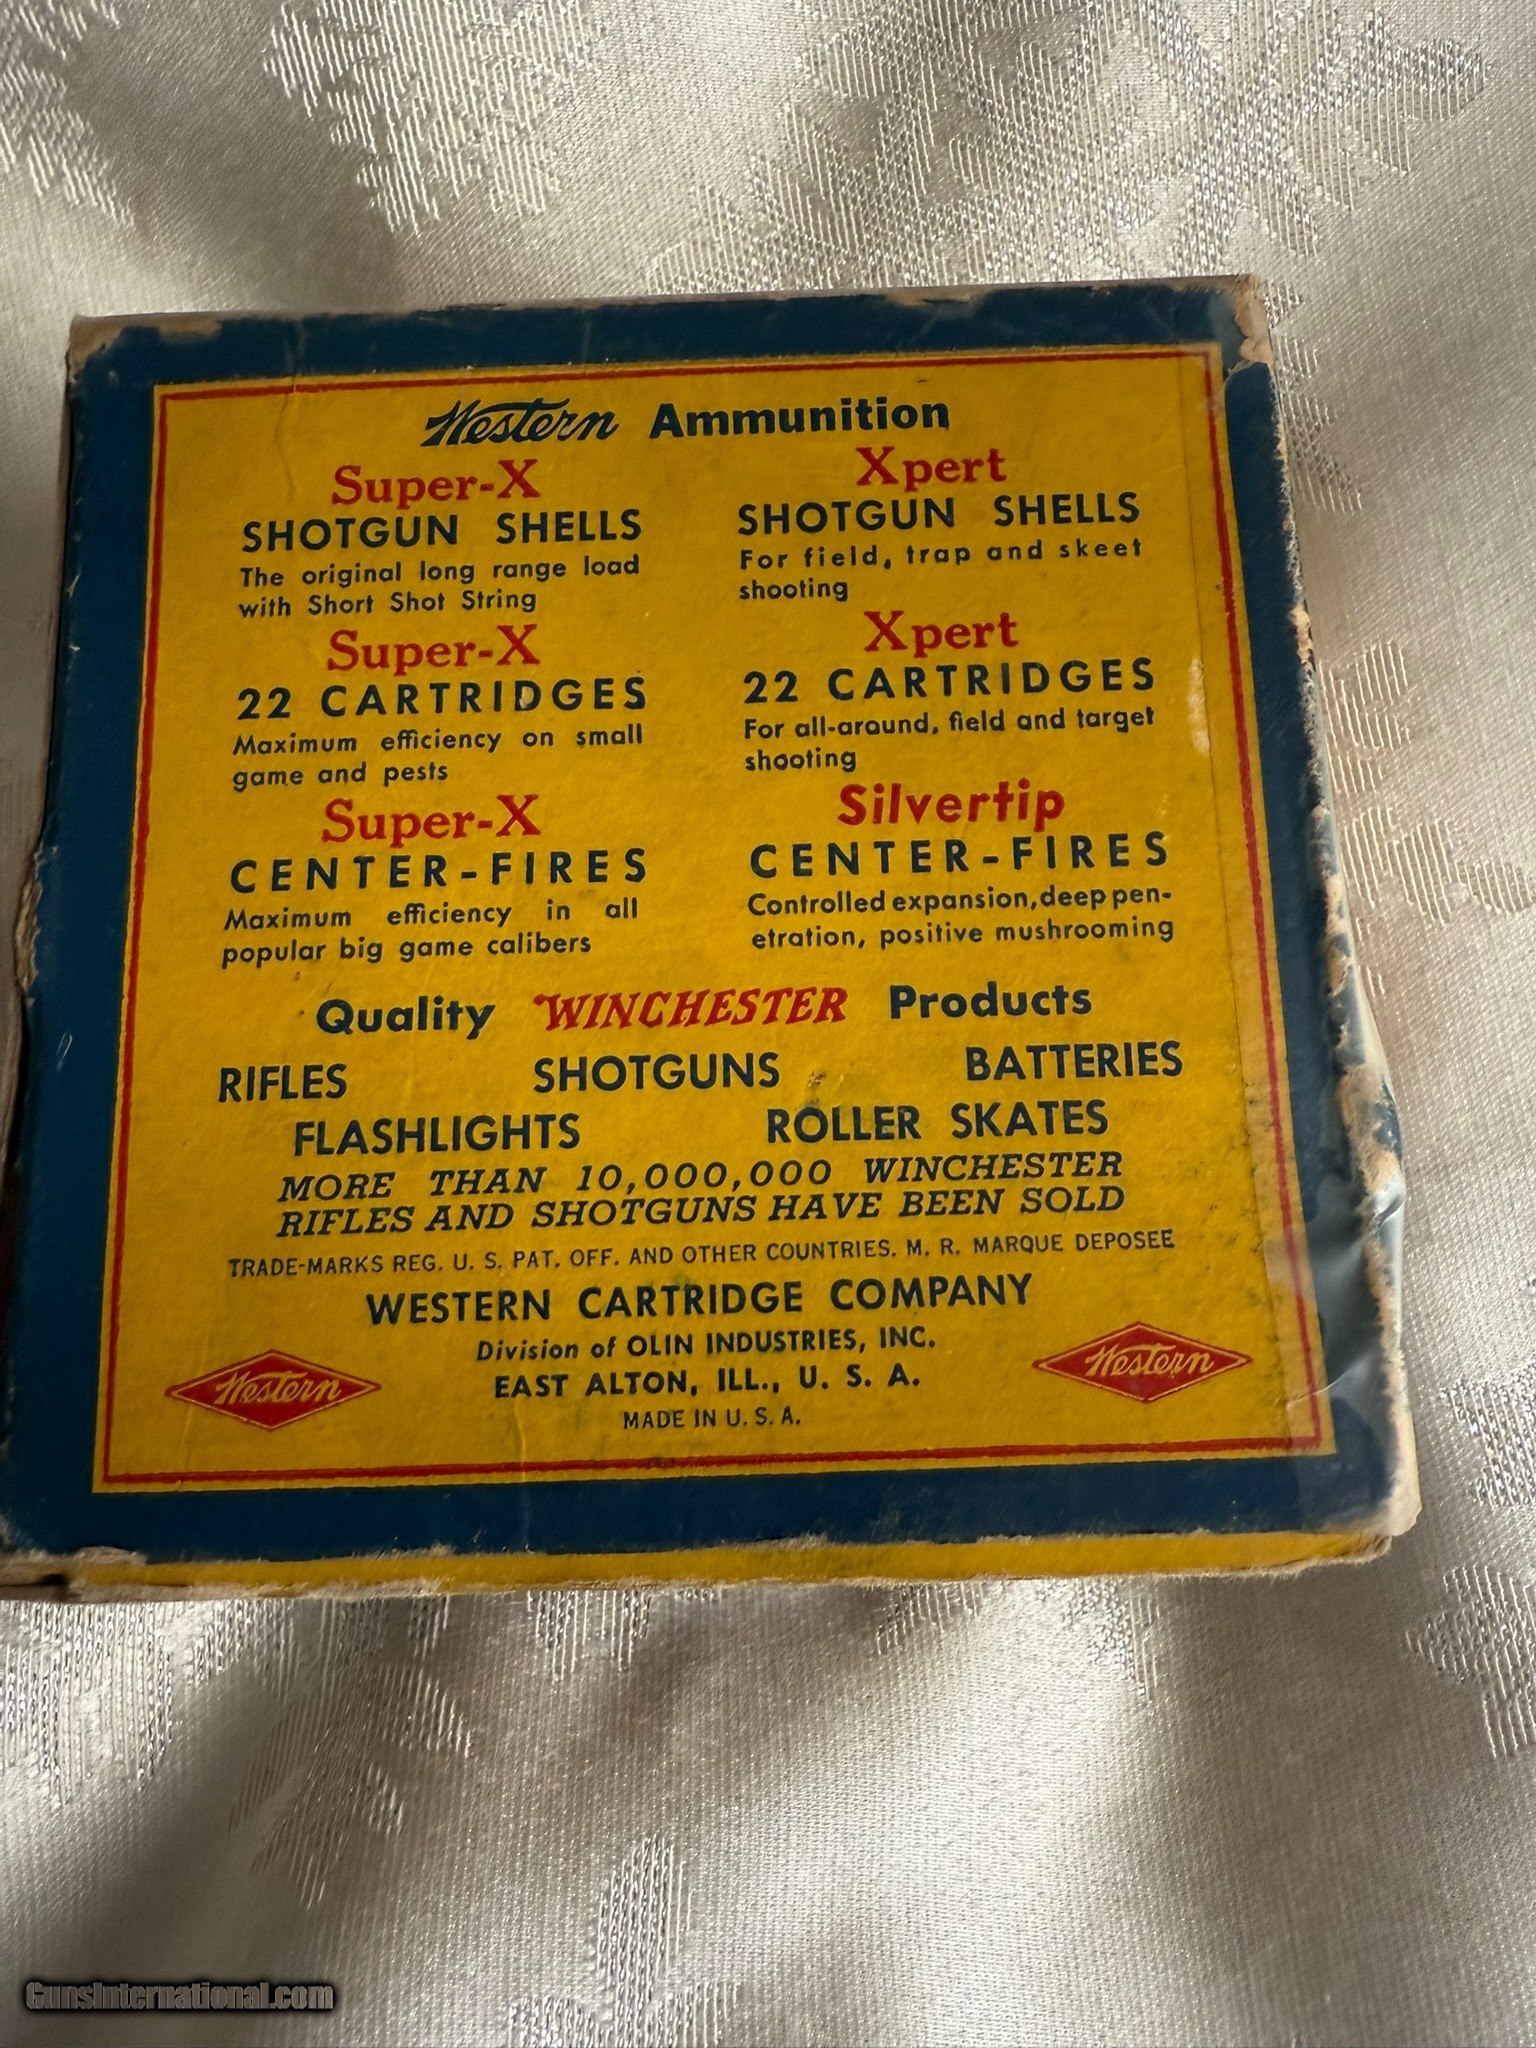 Western Ammunition
Super-X
SHOTGUN SHELLS
The original long range load
with Short Shot String
Super-X
22 CARTRIDGES
Maximum efficiency on small
game and pests
Super-X
CENTER-FIRES
Maximum efficiency in all
popular big game calibers
Xpert
SHOTGUN SHELLS
For field, trap and skeet
shooting
Xpert
22 CARTRIDGES
For all-around, field and target
shooting
Silvertip
CENTER-FIRES
Controlled expansion, deep pen-
etration, positive mushrooming
Quality WINCHESTER Products
RIFLES SHOTGUNS BATTERIES
FLASHLIGHTS ROLLER SKATES
MORE THAN 10,000,000 WINCHESTER
RIFLES AND SHOTGUNS HAVE BEEN SOLD
TRADE-MARKS REG. U. S. PAT. OFF. AND OTHER COUNTRIES. M. R. MARQUE DEPOSEE
WESTERN CARTRIDGE COMPANY
Division of OLIN INDUSTRIES, INC.
EAST ALTON, ILL., U. S. A.
MADE IN U. S. A.
Western
Western
GunsInternational.com